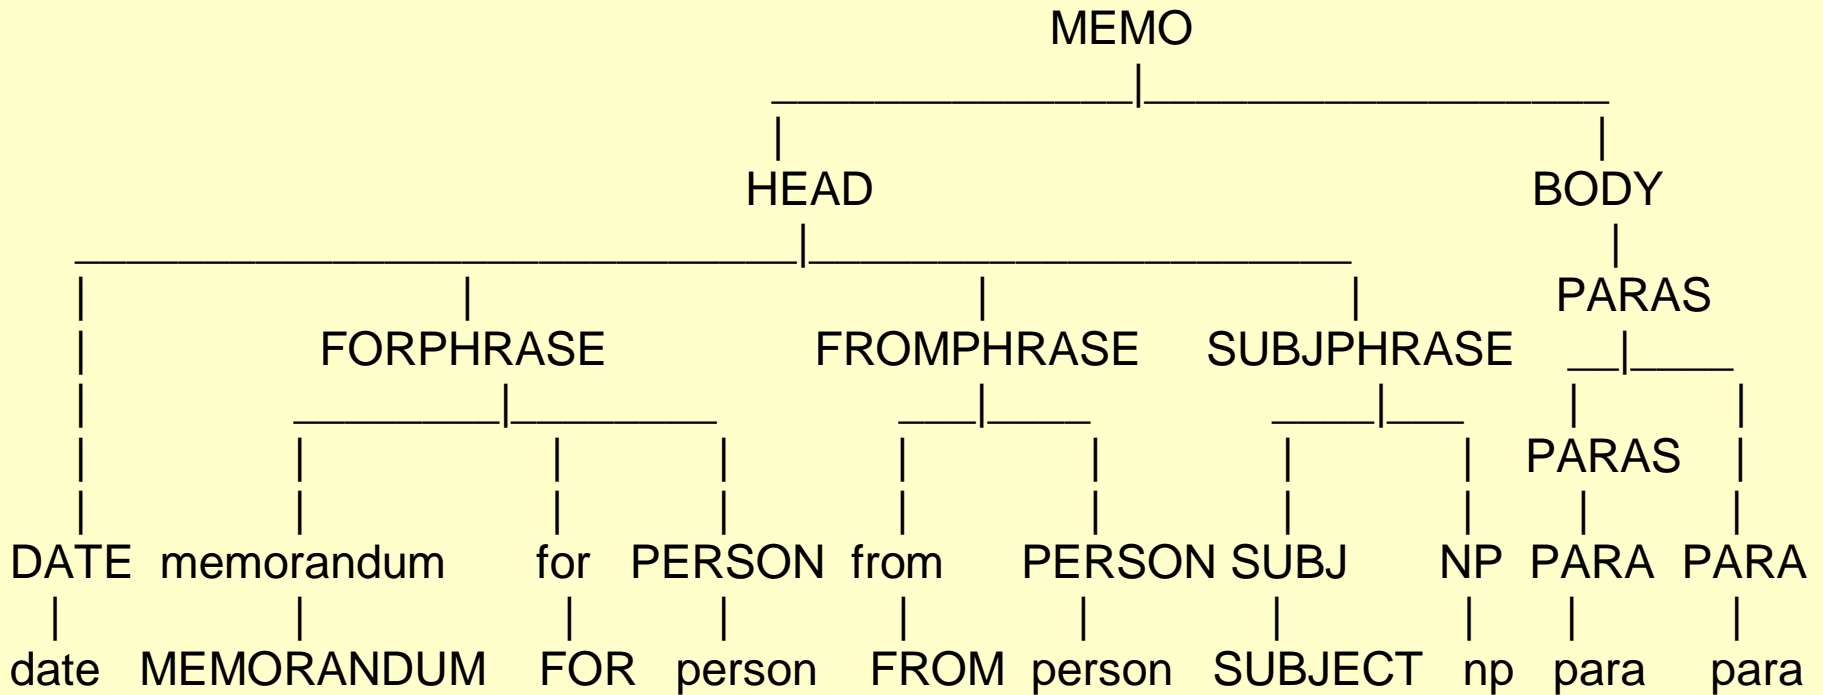 MEMO
HEAD BODY
PARAS
FORPHRASE FROMPHRASE SUBJPHRASE
PARAS
DATE memorandum for PERSON from PERSON SUBJ NP PARA PARA
date MEMORANDUM FOR person FROM person SUBJECT np para para